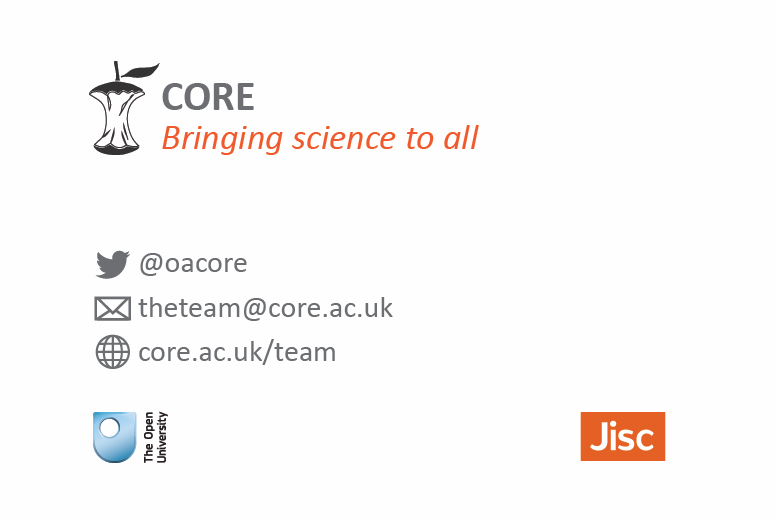 CORE
Bringing science to all
@oacore
theteam@core.ac.uk
core.ac.uk/team
The Open
University
Jisc